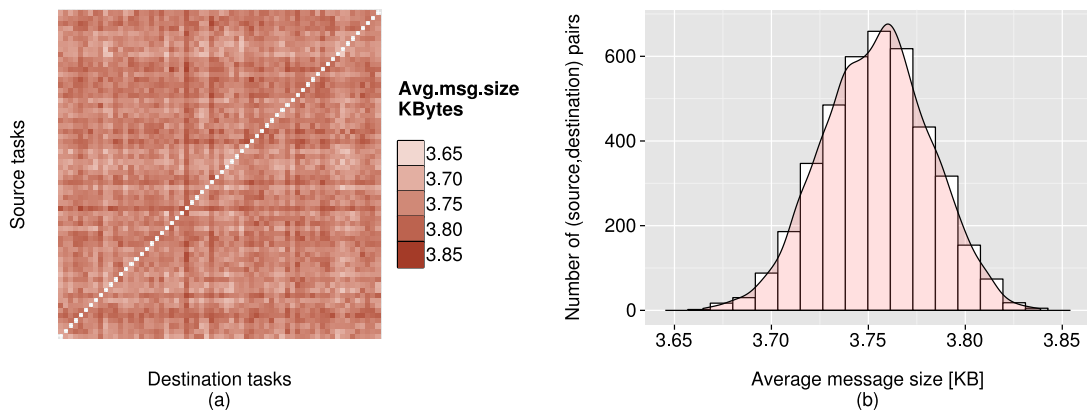 Source tasks
Destination tasks
(a)
Avg.msg.size
KBytes
3.65
3.70
3.75
3.80
3.85
Number of (source,destination) pairs
600
400
200
0
3.65
3.70
3.75
3.80
3.85
Average message size [KB]
(b)